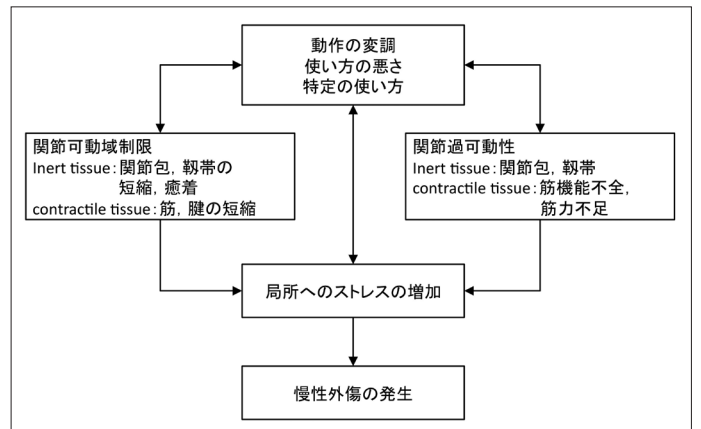 動作の変調
使い方の悪さ
特定の使い方
関節可動域制限
Inert tissue：関節包，靱帯の
短縮，癒着
contractile tissue：筋，腱の短縮
関節過可動性
Inert tissue：関節包，靱帯
contractile tissue：筋機能不全，
筋力不足
局所へのストレスの増加
慢性外傷の発生